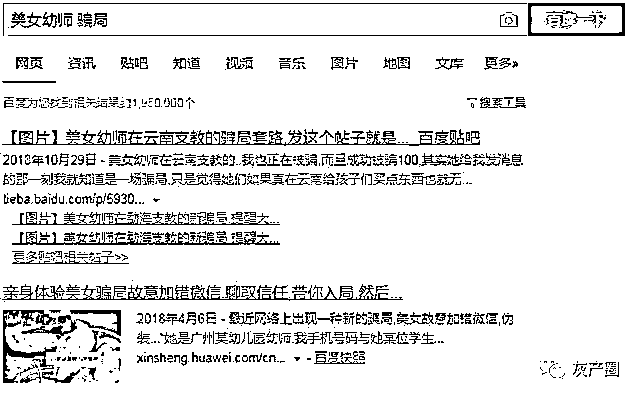 美女幼师 骗局
百度一下
网页 资讯 贴吧 知道 视频 音乐 图片 地图 文库 更多»
百度为您找到相关结果约1,960,000个 搜索工具
【图片】美女幼师在云南支教的骗局套路,发这个帖子就是..._百度贴吧
2018年10月29日 - 美女幼师在云南支教的..我也正在被骗,而且成功被骗100,其实她给我发消息
的那一刻我就知道是一场骗局,只是觉得她们如果真在云南给孩子们买点东西也就无...
tieba.baidu.com/p/5930...
【图片】美女幼师在勐海支教的新骗局 提醒大...
【图片】美女幼师在勐海支教的新骗局 提醒大...
更多贴吧相关帖子>>
亲身体验美女骗局故意加错微信,聊取信任,带你入局,然后...
2018年4月6日 - 最近网络上出现一种新的骗局,美女故意加错微信,伪
装..."她是广州某幼儿园幼师,我手机号码与她某位学生...
xinsheng.huawei.com/cn... - 百度快照
灰产圈